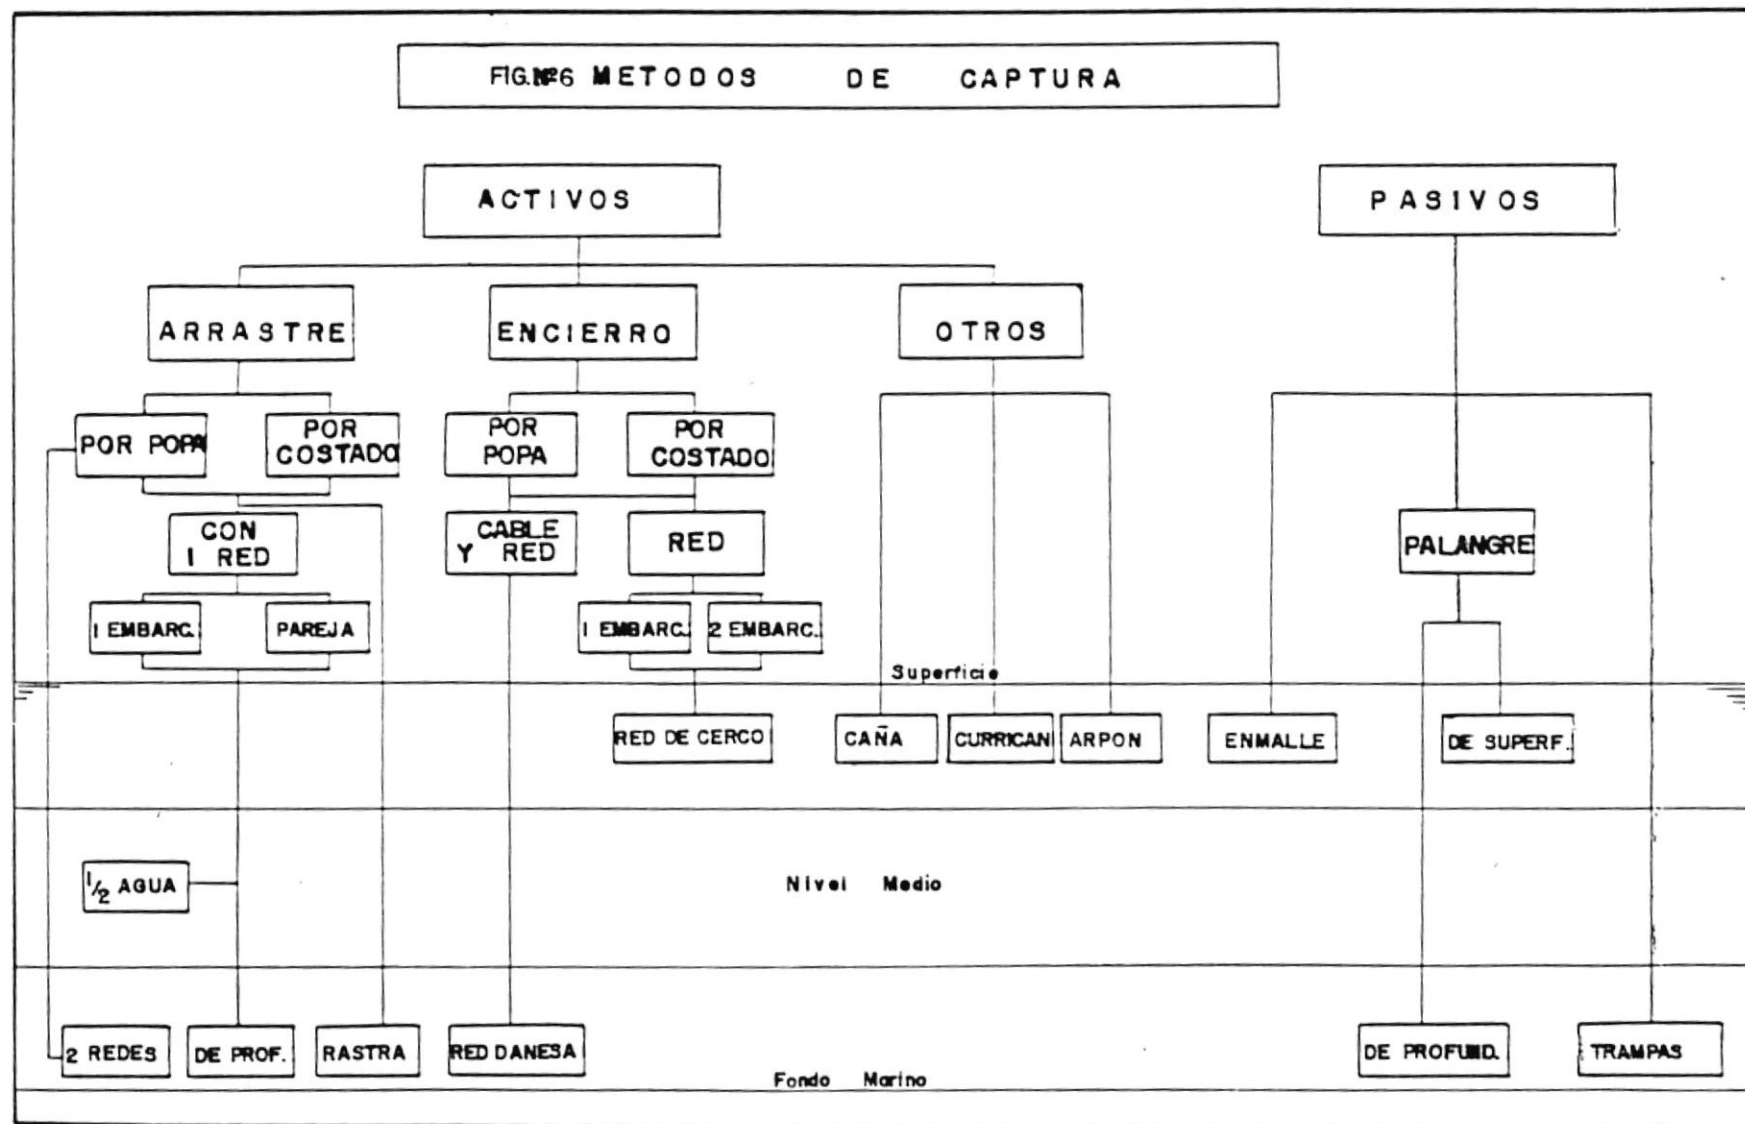 FIG.Nº6 METODOS DE CAPTURA
ACTIVOS
PASIVOS
ARRASTRE
ENCIERRO
OTROS
POR POPA
POR
COSTADO
POR
POPA
POR
COSTADO
CON
1 RED
CABLE
Y RED
RED
PALANGRE
1 EMBARC.
PAREJA
1 EMBARC.
2 EMBARC.
Superficie
RED DE CERCO
CAÑA
CURRICAN
ARPON
ENMALLE
DE SUPERF.
1/2 AGUA
Nivel Medio
2 REDES
DE PROF.
RASTRA
RED DANESA
DE PROFUND.
TRAMPAS
Fondo Marino